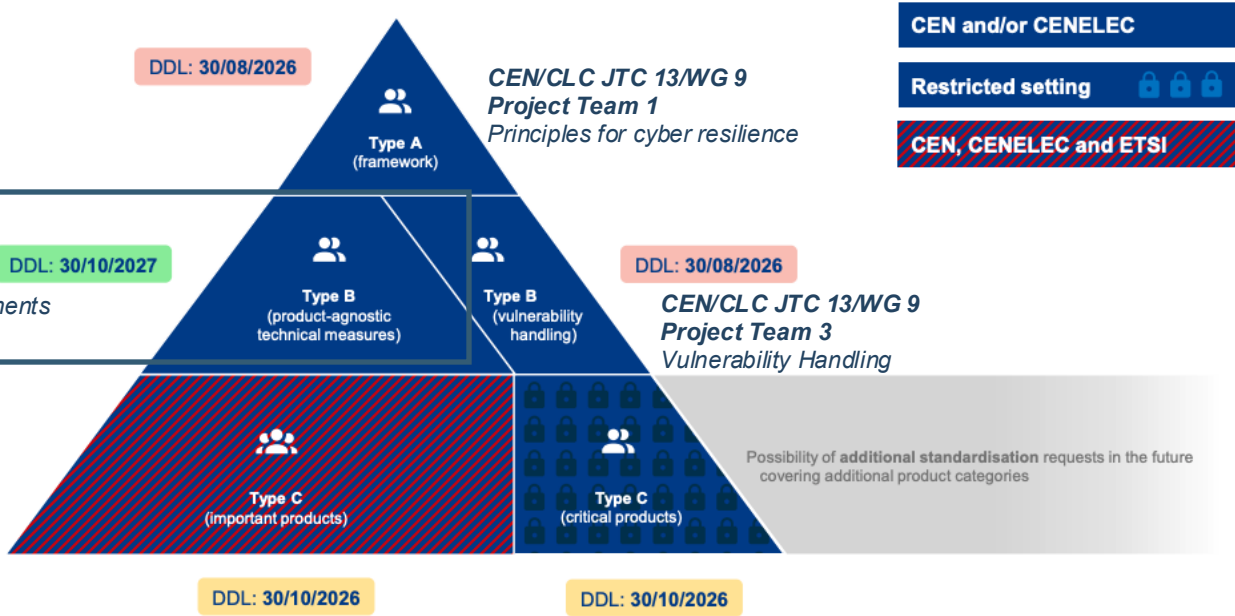 CEN and/or CENELEC
Restricted setting
CEN, CENELEC and ETSI
DDL: 30/08/2026
CEN/CLC JTC 13/WG 9
Project Team 1
Principles for cyber resilience
Type A
(framework)
DDL: 30/10/2027
ments
Type B
(product-agnostic
technical measures)
Type B
(vulnerability
handling)
DDL: 30/08/2026
CEN/CLC JTC 13/WG 9
Project Team 3
Vulnerability Handling
Type C
(important products)
Type C
(critical products)
Possibility of additional standardisation requests in the future
covering additional product categories
DDL: 30/10/2026
DDL: 30/10/2026